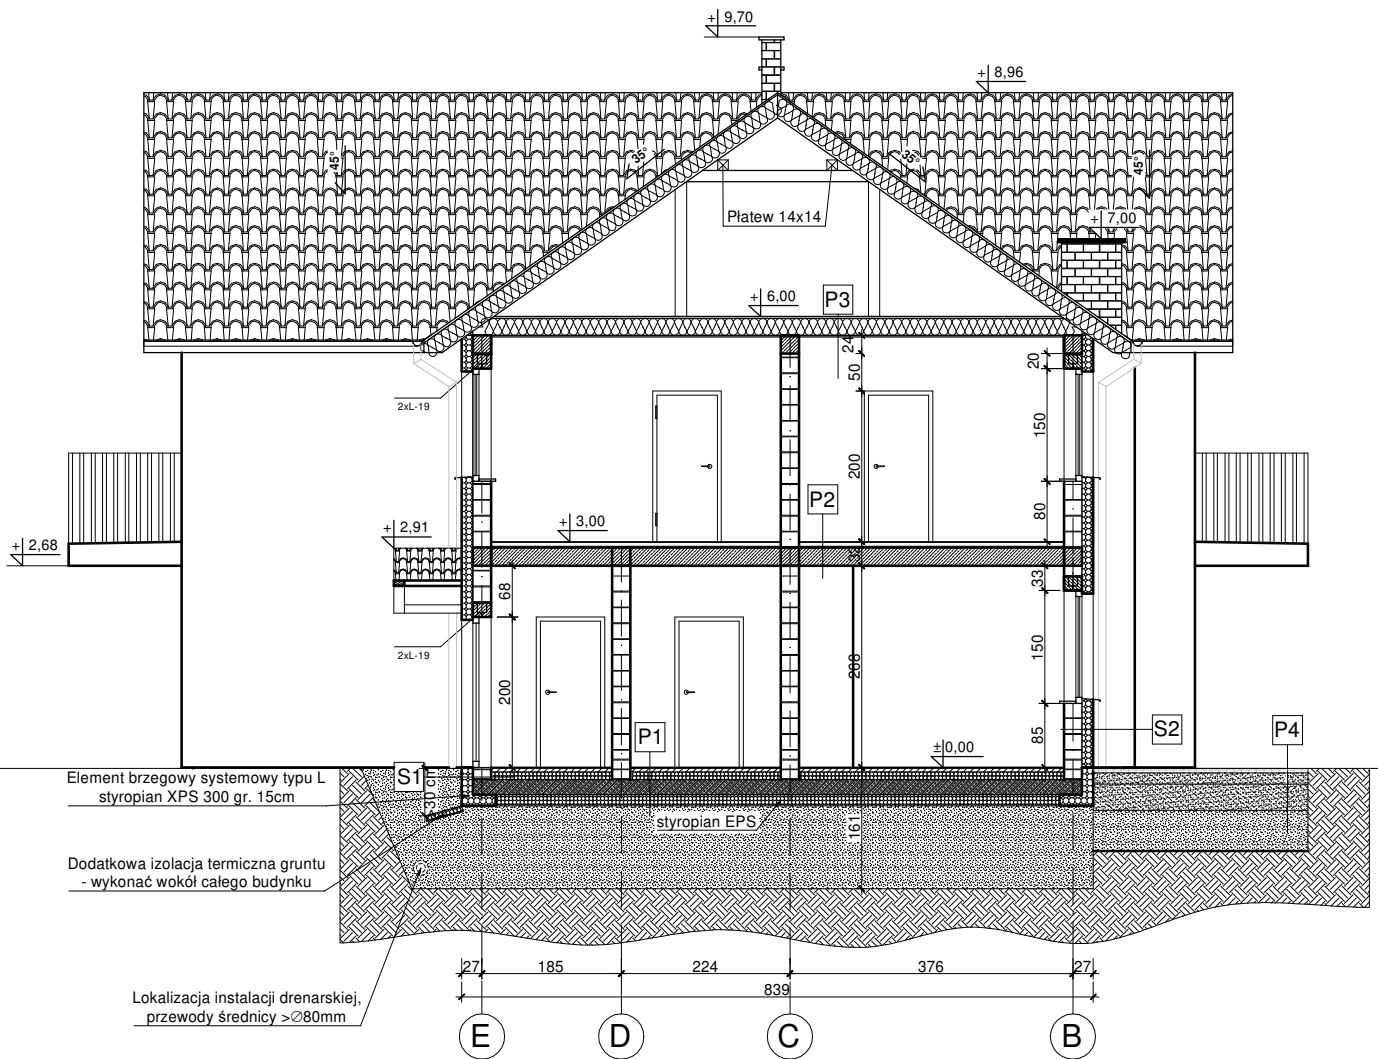 + 9,70
+ 8,96
45°
35°
35°
45°
Płatew 14x14
+ 7,00
+ 6,00
P3
24
50
20
2xL-19
150
200
P2
80
+ 3,00
+ 2,91
+ 2,68
32
33
68
2xL-19
150
268
200
P1
±0,00
85
S2
P4
S1
30 cm
Element brzegowy systemowy typu L
styropian XPS 300 gr. 15cm
styropian EPS
161
Dodatkowa izolacja termiczna gruntu
- wykonać wokół całego budynku
27
185
224
376
27
839
Lokalizacja instalacji drenarskiej,
przewody średnicy >∅80mm
E
D
C
B